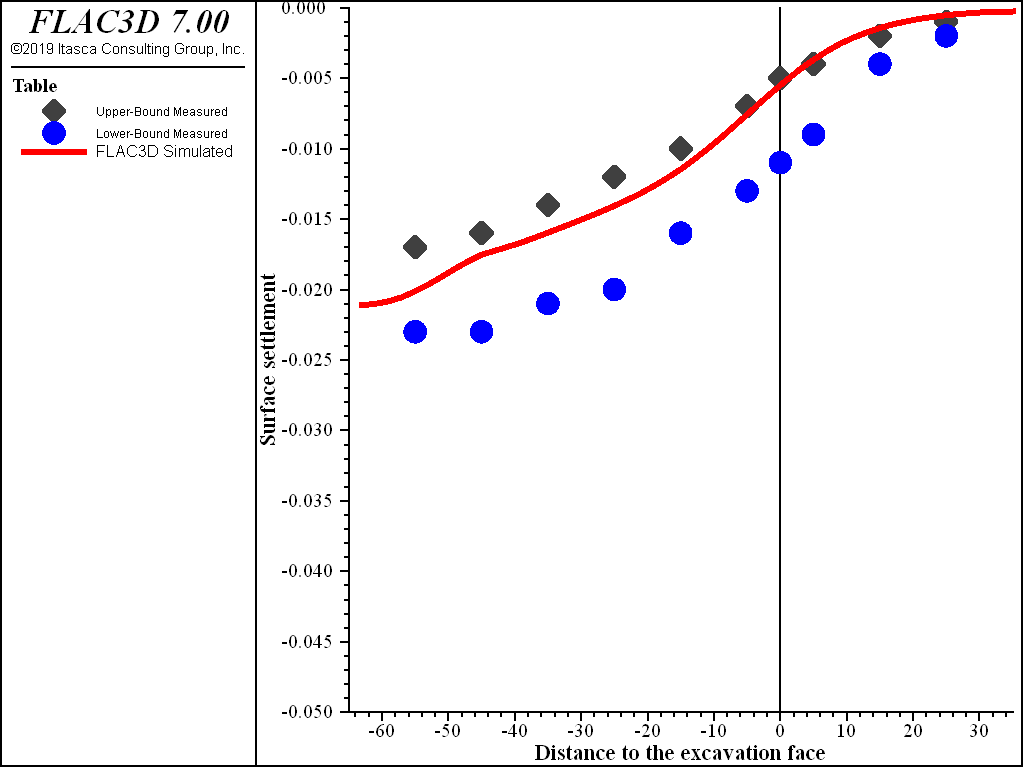 FLAC3D 7.00
©2019 Itasca Consulting Group, Inc.
Table
Upper-Bound Measured
Lower-Bound Measured
FLAC3D Simulated
Surface settlement
0.000
-0.005
-0.010
-0.015
-0.020
-0.025
-0.030
-0.035
-0.040
-0.045
-0.050
-60 -50 -40 -30 -20 -10 0 10 20 30
Distance to the excavation face